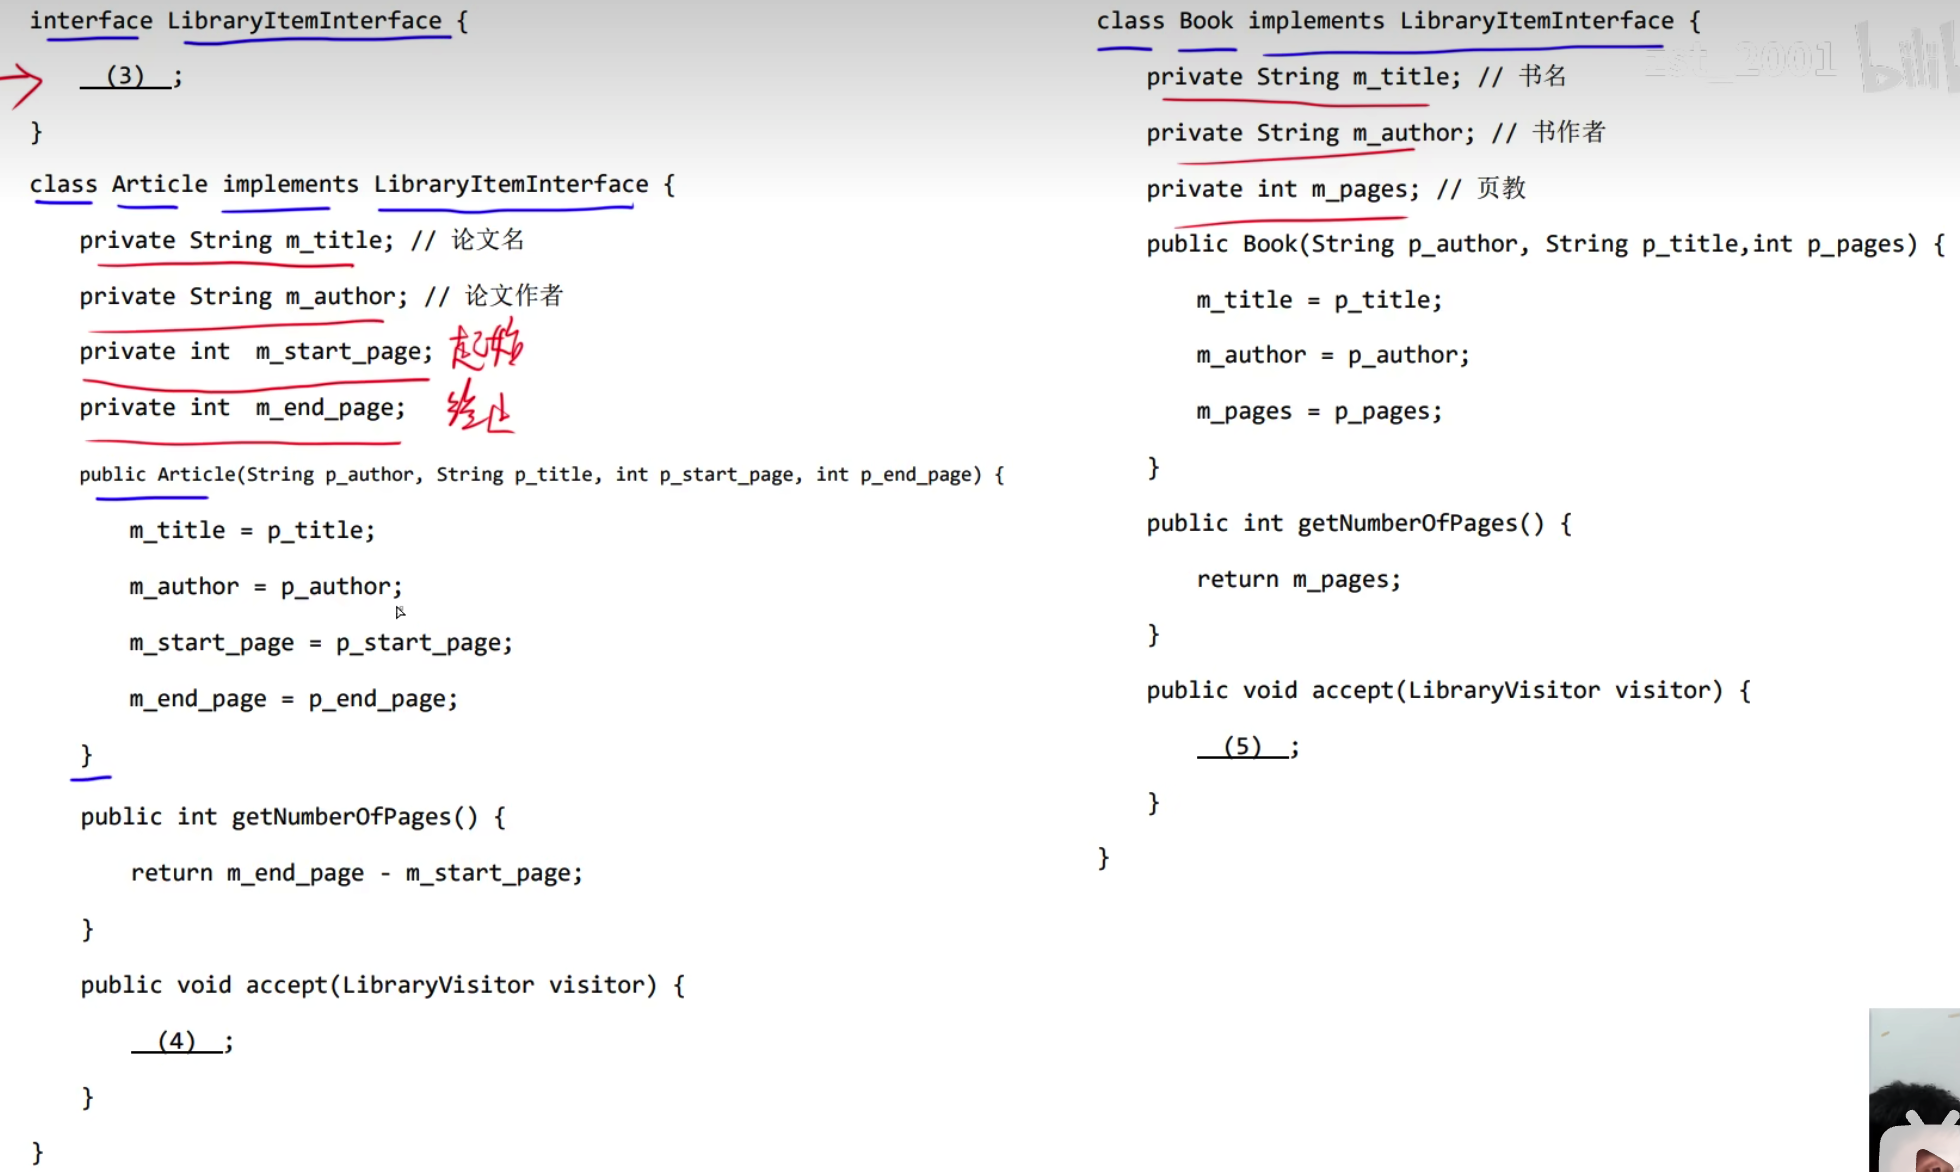 interface LibraryItemInterface {
(3) ;
}
class Article implements LibraryItemInterface {
private String m_title; // 论文名
private String m_author; // 论文作者
private int m_start_page; 起始
private int m_end_page; 终止
public Article(String p_author, String p_title, int p_start_page, int p_end_page) {
m_title = p_title;
m_author = p_author;
m_start_page = p_start_page;
m_end_page = p_end_page;
}
public int getNumberOfPages() {
return m_end_page - m_start_page;
}
public void accept(LibraryVisitor visitor) {
(4) ;
}
}
class Book implements LibraryItemInterface {
private String m_title; // 书名
private String m_author; // 书作者
private int m_pages; // 页教
public Book(String p_author, String p_title,int p_pages) {
m_title = p_title;
m_author = p_author;
m_pages = p_pages;
}
public int getNumberOfPages() {
return m_pages;
}
public void accept(LibraryVisitor visitor) {
(5) ;
}
}
Est_2001